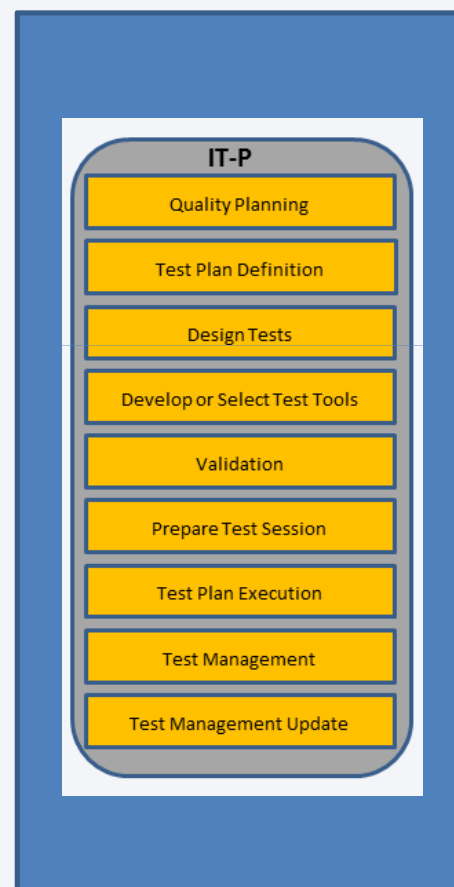 IT-P
Quality Planning
Test Plan Definition
Design Tests
Develop or Select Test Tools
Validation
Prepare Test Session
Test Plan Execution
Test Management
Test Management Update